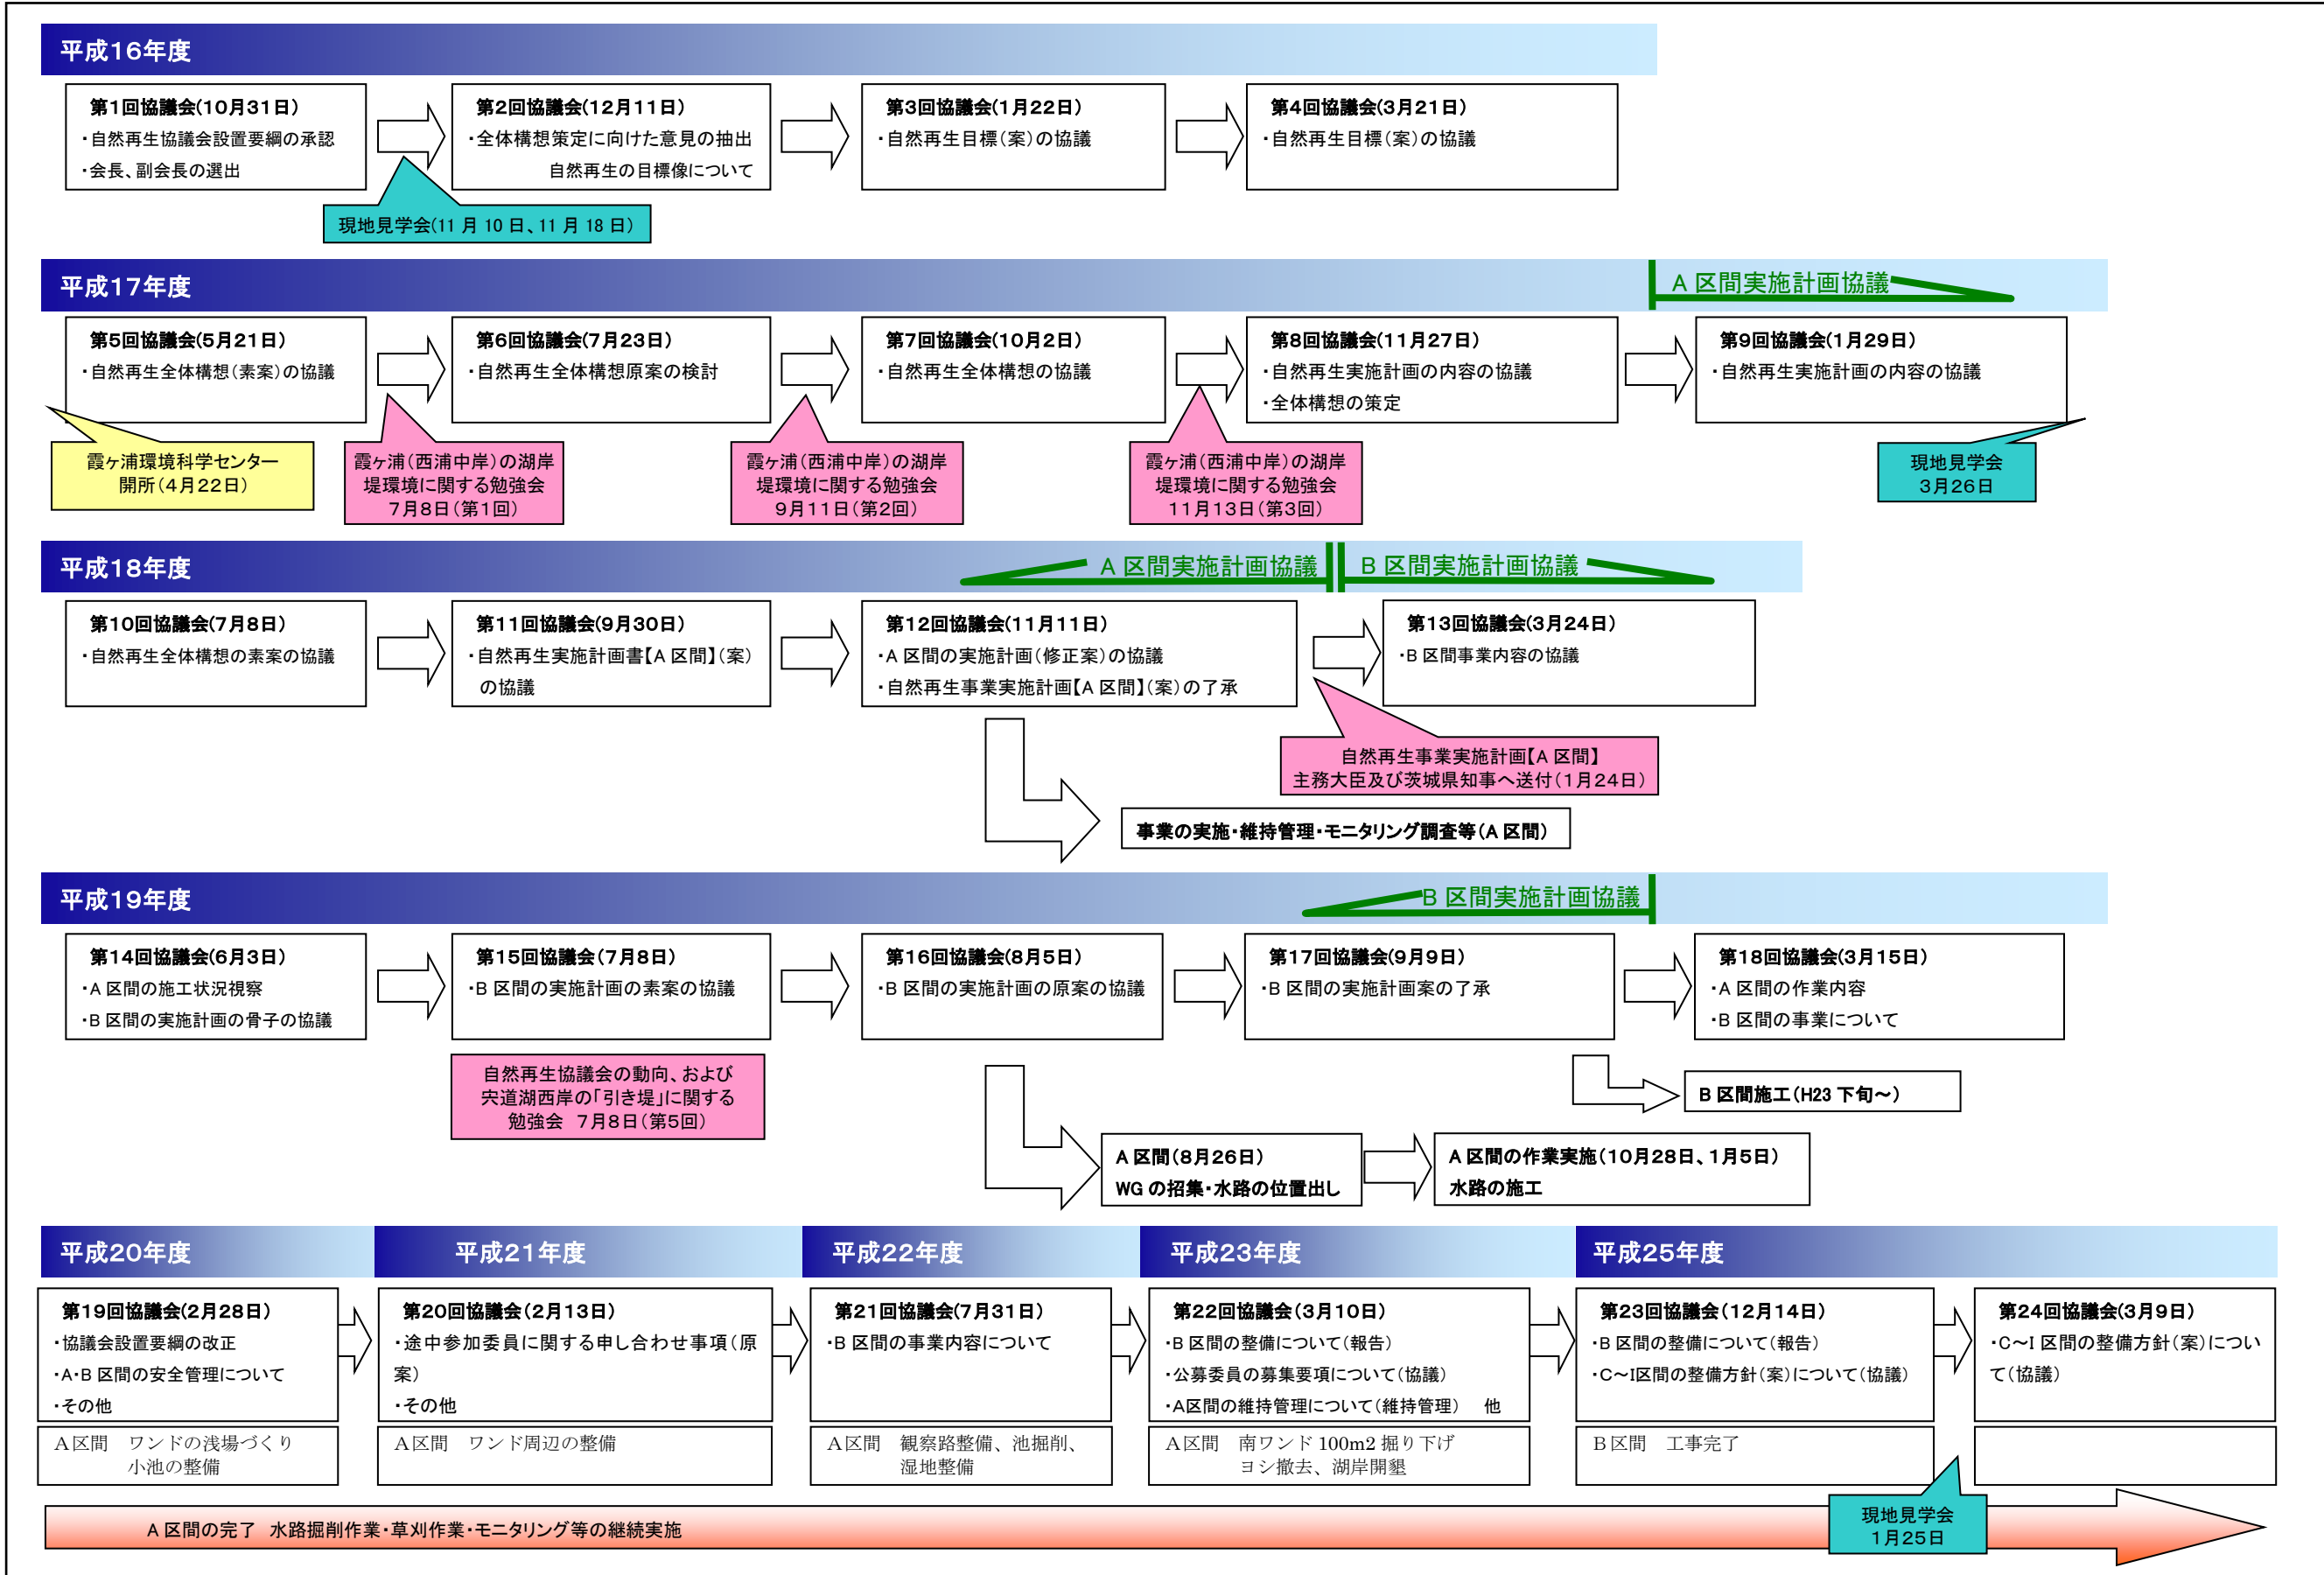 平成16年度
第1回協議会(10月31日)
・自然再生協議会設置要綱の承認
・会長、副会長の選出
第2回協議会(12月11日)
・全体構想策定に向けた意見の抽出
自然再生の目標像について
第3回協議会(1月22日)
・自然再生目標(案)の協議
第4回協議会(3月21日)
・自然再生目標(案)の協議
現地見学会(11月10日、11月18日)
平成17年度
A区間実施計画協議
第5回協議会(5月21日)
・自然再生全体構想(素案)の協議
第6回協議会(7月23日)
・自然再生全体構想原案の検討
第7回協議会(10月2日)
・自然再生全体構想の協議
第8回協議会(11月27日)
・自然再生実施計画の内容の協議
・全体構想の策定
第9回協議会(1月29日)
・自然再生実施計画の内容の協議
霞ヶ浦環境科学センター
開所(4月22日)
霞ヶ浦(西浦中岸)の湖岸
堤環境に関する勉強会
7月8日(第1回)
霞ヶ浦(西浦中岸)の湖岸
堤環境に関する勉強会
9月11日(第2回)
霞ヶ浦(西浦中岸)の湖岸
堤環境に関する勉強会
11月13日(第3回)
現地見学会
3月26日
平成18年度
A区間実施計画協議
B区間実施計画協議
第10回協議会(7月8日)
・自然再生全体構想の素案の協議
第11回協議会(9月30日)
・自然再生実施計画書【A区間】(案)
の協議
第12回協議会(11月11日)
・A区間の実施計画(修正案)の協議
・自然再生事業実施計画【A区間】(案)の了承
第13回協議会(3月24日)
・B区間事業内容の協議
自然再生事業実施計画【A区間】
主務大臣及び茨城県知事へ送付(1月24日)
事業の実施・維持管理・モニタリング調査等(A区間)
平成19年度
B区間実施計画協議
第14回協議会(6月3日)
・A区間の施工状況視察
・B区間の実施計画の骨子の協議
第15回協議会(7月8日)
・B区間の実施計画の素案の協議
第16回協議会(8月5日)
・B区間の実施計画の原案の協議
第17回協議会(9月9日)
・B区間の実施計画案の了承
第18回協議会(3月15日)
・A区間の作業内容
・B区間の事業について
自然再生協議会の動向、および
宍道湖西岸の「引き堤」に関する
勉強会 7月8日(第5回)
B区間施工(H23下旬~)
A区間(8月26日)
WGの招集・水路の位置出し
A区間の作業実施(10月28日、1月5日)
水路の施工
平成20年度
平成21年度
平成22年度
平成23年度
平成25年度
第19回協議会(2月28日)
・協議会設置要綱の改正
・A・B区間の安全管理について
・その他
第20回協議会(2月13日)
・途中参加委員に関する申し合わせ事項(原
案)
・その他
第21回協議会(7月31日)
・B区間の事業内容について
第22回協議会(3月10日)
・B区間の整備について(報告)
・公募委員の募集要項について(協議)
・A区間の維持管理について(維持管理) 他
第23回協議会(12月14日)
・B区間の整備について(報告)
・C~I区間の整備方針(案)について(協議)
第24回協議会(3月9日)
・C~I区間の整備方針(案)につい
て(協議)
A区間 ワンドの浅場づくり
小池の整備
A区間 ワンド周辺の整備
A区間 観察路整備、池掘削、
湿地整備
A区間 南ワンド100m2掘り下げ
ヨシ撤去、湖岸開墾
B区間 工事完了
A区間の完了 水路掘削作業・草刈作業・モニタリング等の継続実施
現地見学会
1月25日